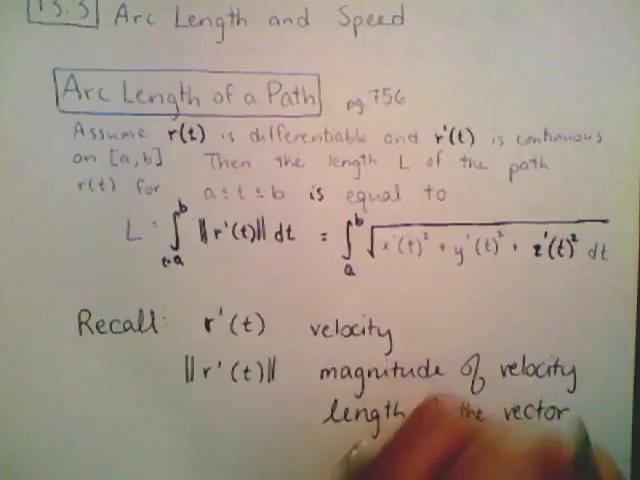 13.3 Arc Length and Speed
Arc Length of a Path pg 756
Assume r(t) is differentiable and r'(t) is continuous
on [a,b] Then the length L of the path
r(t) for a ≤ t ≤ b is equal to
L = ∫_{t=a}^{b} ||r'(t)|| dt = ∫_{a}^{b} √(x'(t)² + y'(t)² + z'(t)²) dt
Recall: r'(t) velocity
||r'(t)|| magnitude of velocity
length the vector